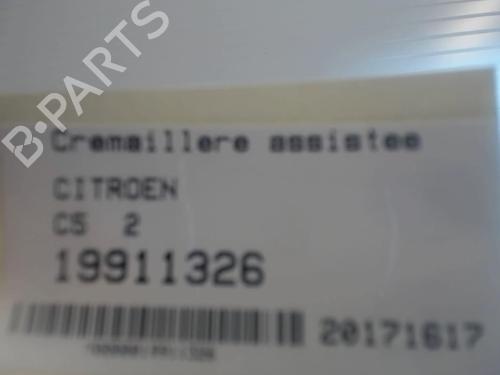 B-PARTS
Cremaillere assistee
CITROEN
C5 2
19911326
20171617